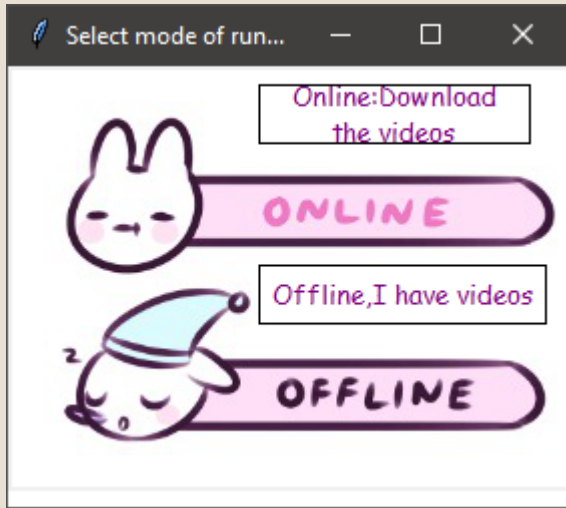 Select mode of run...
Online:Download
the videos
ONLINE
Offline,I have videos
z
OFFLINE